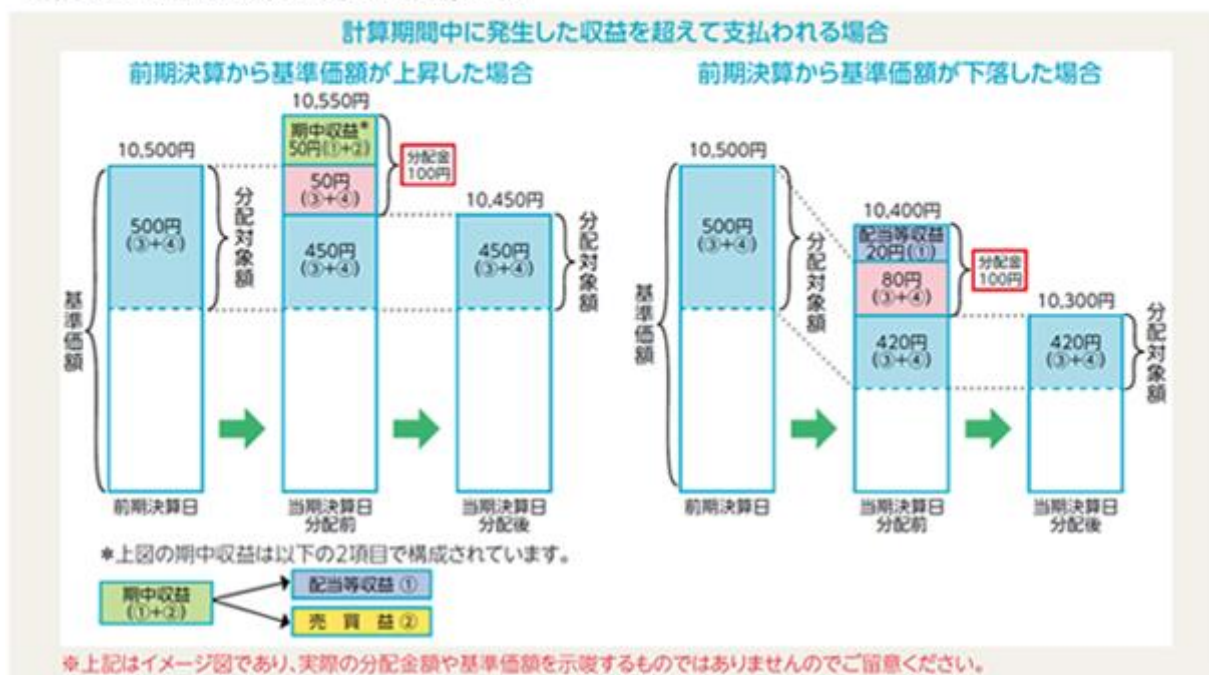 計算期間中に発生した収益を超えて支払われる場合
前期決算から基準価額が上昇した場合
10,500円
500円
(③+④)
分配対象額
基準価額
前期決算日
10,550円
期中収益*
50円(①+②)
50円
(③+④)
450円
(③+④)
分配金
100円
当期決算日
分配前
10,450円
450円
(③+④)
分配対象額
当期決算日
分配後
前期決算から基準価額が下落した場合
10,500円
500円
(③+④)
分配対象額
基準価額
前期決算日
10,400円
配当等収益
20円(①)
80円
(③+④)
420円
(③+④)
分配金
100円
当期決算日
分配前
10,300円
420円
(③+④)
分配対象額
当期決算日
分配後
*上図の期中収益は以下の2項目で構成されています。
期中収益
(①+②)
配当等収益 ①
売 買 益 ②
※上記はイメージ図であり、実際の分配金額や基準価額を示唆するものではありませんのでご留意ください。